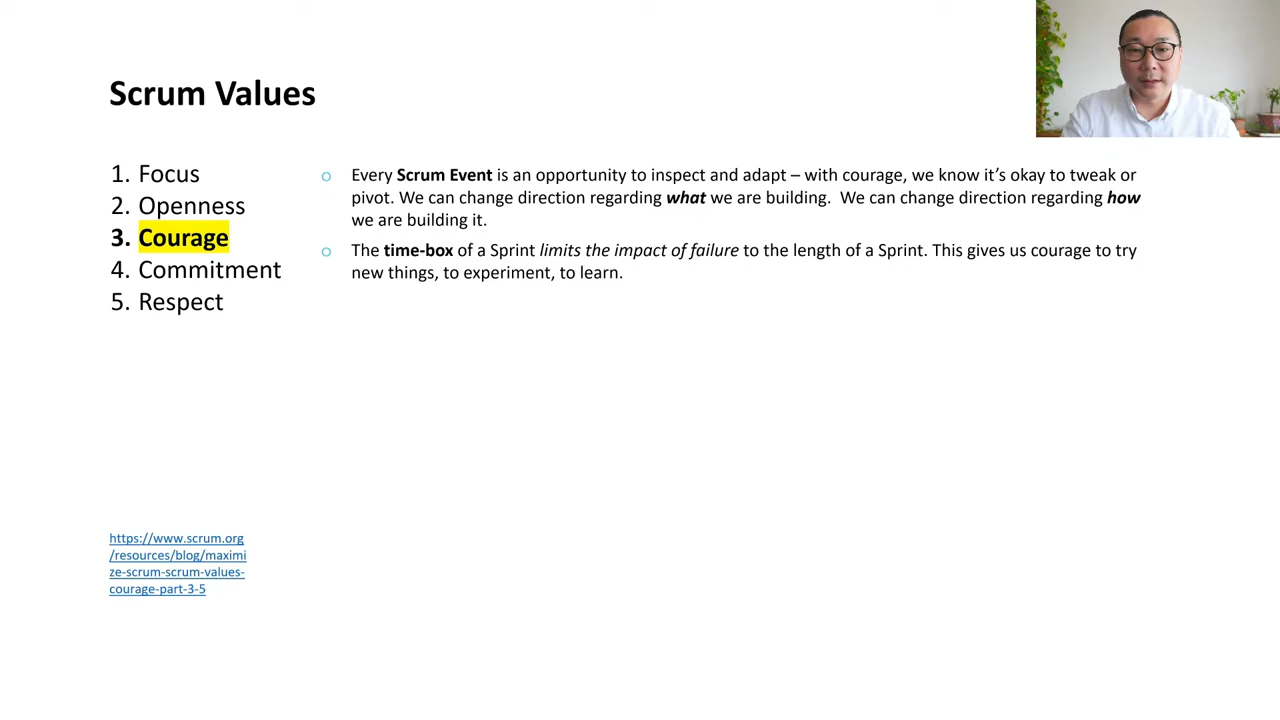 Scrum Values
1. Focus
2. Openness
3. Courage
4. Commitment
5. Respect
o Every Scrum Event is an opportunity to inspect and adapt – with courage, we know it's okay to tweak or
pivot. We can change direction regarding what we are building.  We can change direction regarding how
we are building it.
o The time-box of a Sprint limits the impact of failure to the length of a Sprint. This gives us courage to try
new things, to experiment, to learn.
https://www.scrum.org
/resources/blog/maximi
ze-scrum-scrum-values-
courage-part-3-5